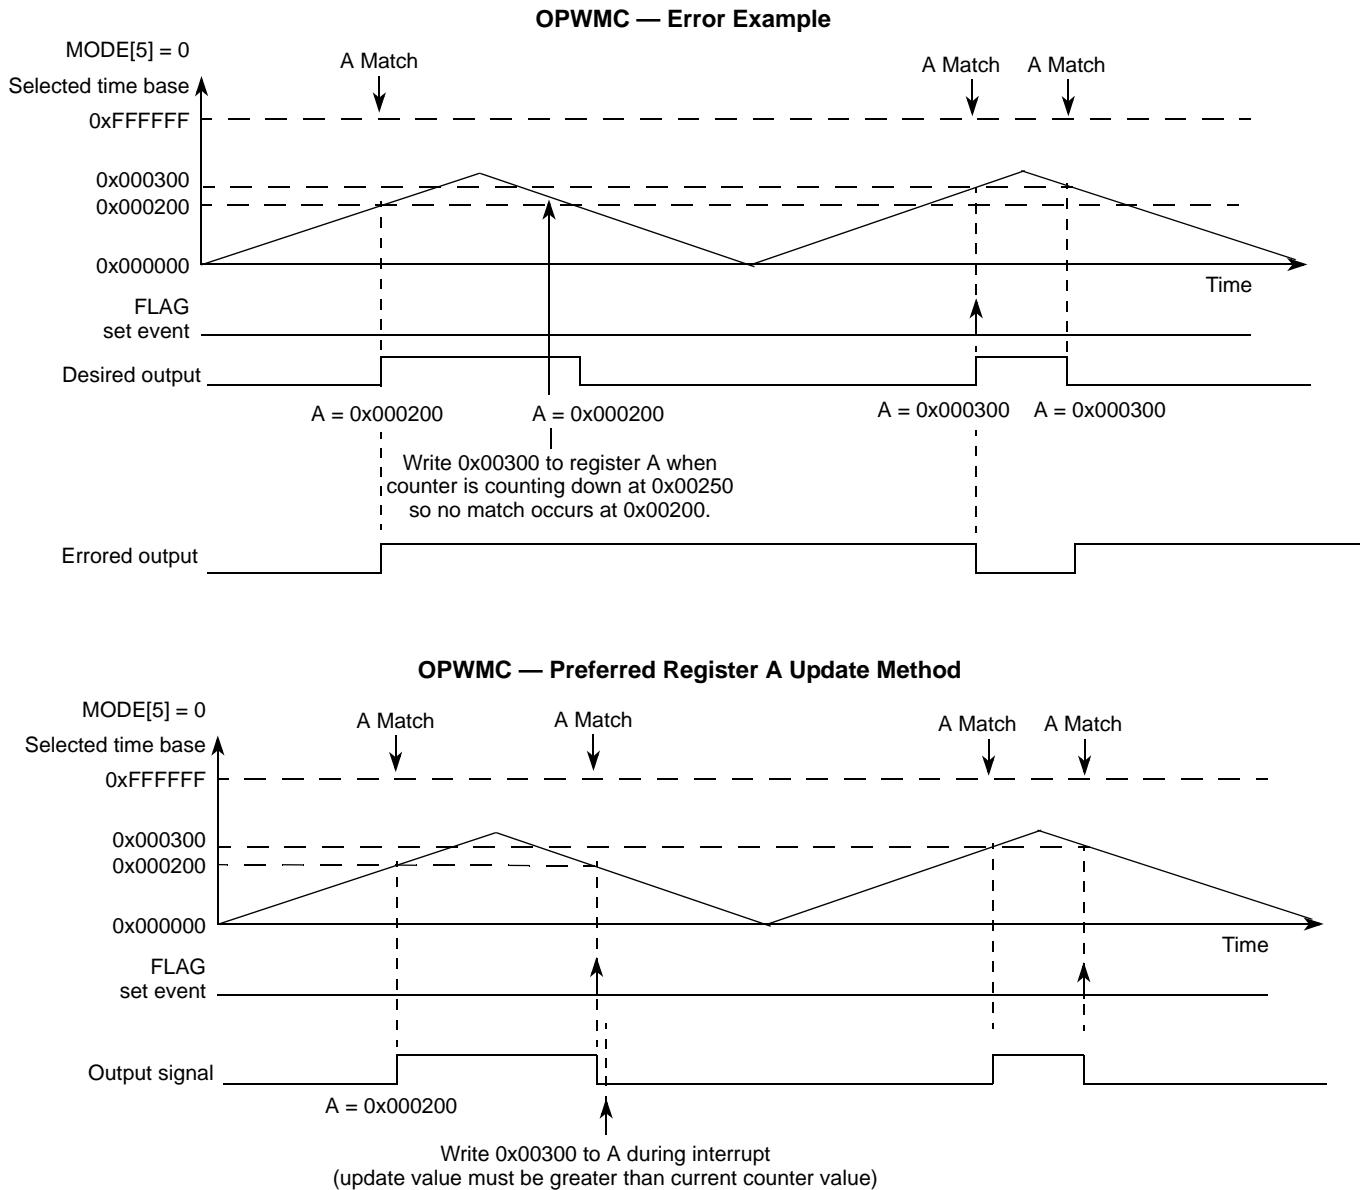 OPWMC — Error Example
MODE[5] = 0
A Match
A Match
A Match
Selected time base
0xFFFFFF
0x000300
0x000200
0x000000
Time
FLAG
set event
Desired output
A = 0x000200
A = 0x000200
A = 0x000300
A = 0x000300
Write 0x00300 to register A when
counter is counting down at 0x00250
so no match occurs at 0x00200.
Errored output
OPWMC — Preferred Register A Update Method
MODE[5] = 0
A Match
A Match
A Match
A Match
Selected time base
0xFFFFFF
0x000300
0x000200
0x000000
Time
FLAG
set event
Output signal
A = 0x000200
Write 0x00300 to A during interrupt
(update value must be greater than current counter value)